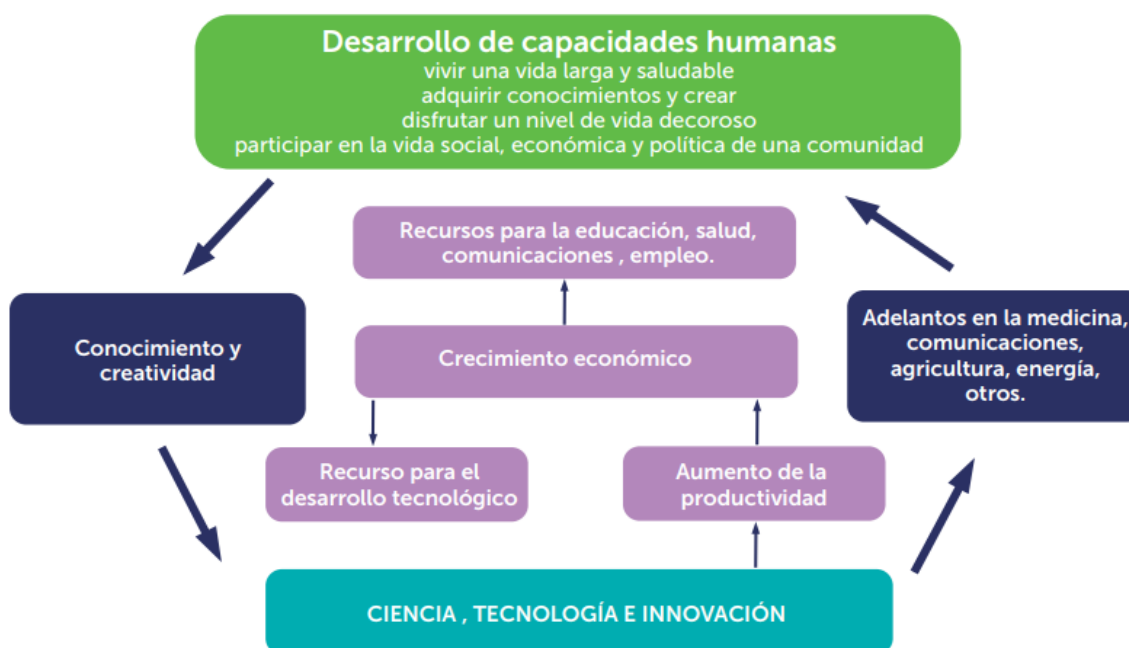 Desarrollo de capacidades humanas
vivir una vida larga y saludable
adquirir conocimientos y crear
disfrutar un nivel de vida decoroso
participar en la vida social, económica y política de una comunidad
Recursos para la educación, salud,
comunicaciones , empleo.
Conocimiento y
creatividad
Crecimiento económico
Adelantos en la medicina,
comunicaciones,
agricultura, energía,
otros.
Recurso para el
desarrollo tecnológico
Aumento de la
productividad
CIENCIA , TECNOLOGÍA E INNOVACIÓN